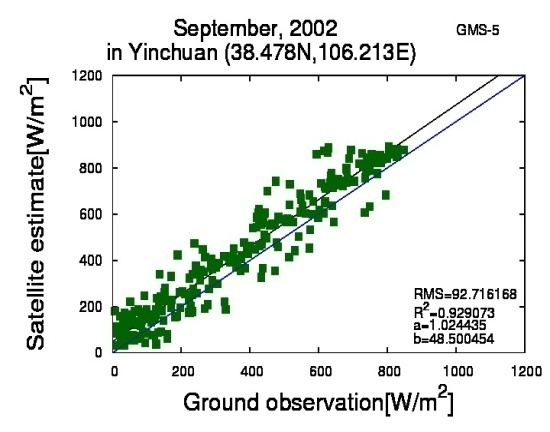 September, 2002
in Yinchuan (38.478N,106.213E)
GMS-5
1200
1000
800
600
400
200
0
Satellite estimate[W/m²]
RMS=92.716168
R²=0.929073
a=1.024435
b=48.500454
0 200 400 600 800 1000 1200
Ground observation[W/m²]